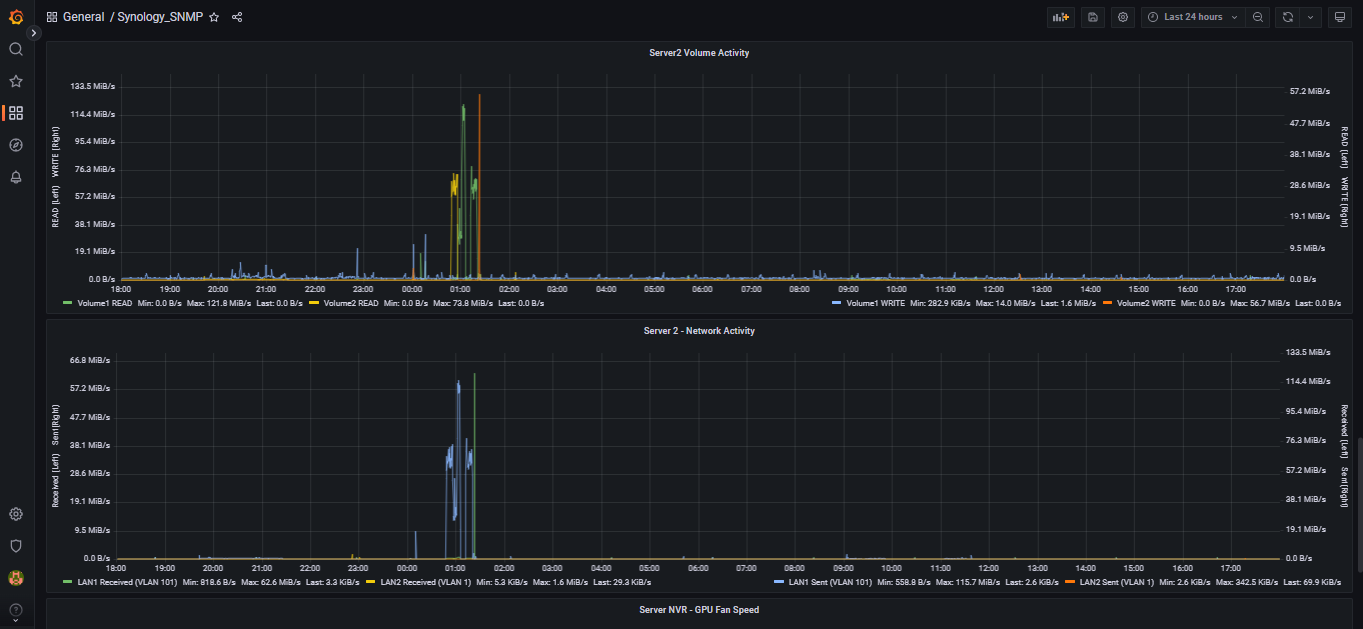 General / Synology_SNMP
Last 24 hours
Server2 Volume Activity
READ [Left] WRITE [Right]
133.5 MiB/s
114.4 MiB/s
95.4 MiB/s
76.3 MiB/s
57.2 MiB/s
38.1 MiB/s
19.1 MiB/s
0.0 B/s
57.2 MiB/s
47.7 MiB/s
38.1 MiB/s
28.6 MiB/s
19.1 MiB/s
9.5 MiB/s
0.0 B/s
READ [Left] WRITE [Right]
18:00 19:00 20:00 21:00 22:00 23:00 00:00 01:00 02:00 03:00 04:00 05:00 06:00 07:00 08:00 09:00 10:00 11:00 12:00 13:00 14:00 15:00 16:00 17:00
Volume1 READ Min: 0.0 B/s Max: 121.8 MiB/s Last: 0.0 B/s Volume2 READ Min: 0.0 B/s Max: 73.8 MiB/s Last: 0.0 B/s Volume1 WRITE Min: 282.9 KiB/s Max: 14.0 MiB/s Last: 1.6 MiB/s Volume2 WRITE Min: 0.0 B/s Max: 56.7 MiB/s Last: 0.0 B/s
Server 2 - Network Activity
Received [Left] Sent[Right]
66.8 MiB/s
57.2 MiB/s
47.7 MiB/s
38.1 MiB/s
28.6 MiB/s
19.1 MiB/s
9.5 MiB/s
0.0 B/s
133.5 MiB/s
114.4 MiB/s
95.4 MiB/s
76.3 MiB/s
57.2 MiB/s
38.1 MiB/s
19.1 MiB/s
0.0 B/s
Received [Left] Sent[Right]
18:00 19:00 20:00 21:00 22:00 23:00 00:00 01:00 02:00 03:00 04:00 05:00 06:00 07:00 08:00 09:00 10:00 11:00 12:00 13:00 14:00 15:00 16:00 17:00
LAN1 Received (VLAN 101) Min: 818.6 B/s Max: 62.6 MiB/s Last: 3.3 KiB/s LAN2 Received (VLAN 1) Min: 5.3 KiB/s Max: 1.6 MiB/s Last: 29.3 KiB/s LAN1 Sent (VLAN 101) Min: 558.8 B/s Max: 115.7 MiB/s Last: 2.6 KiB/s LAN2 Sent (VLAN 1) Min: 2.6 KiB/s Max: 342.5 KiB/s Last: 69.9 KiB/s
Server NVR - GPU Fan Speed